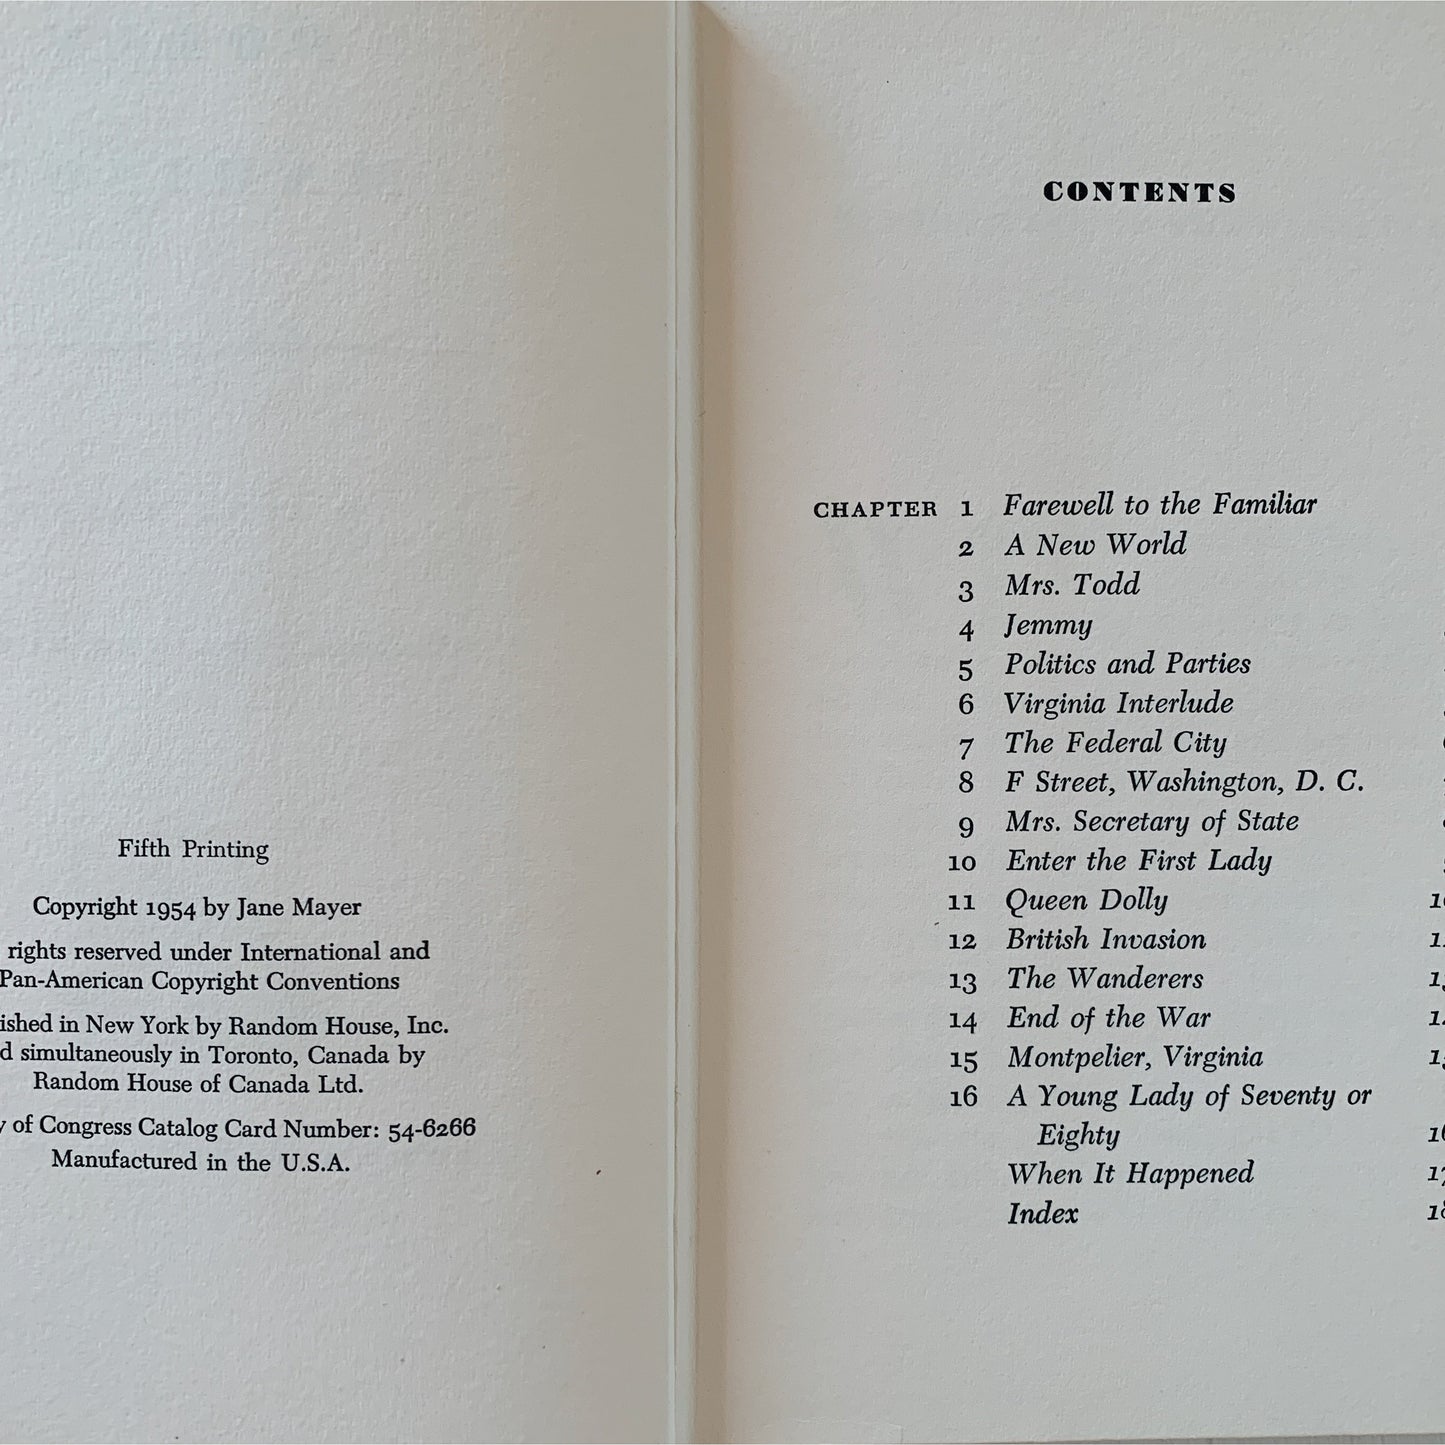 Fifth Printing
Copyright 1954 by Jane Mayer
rights reserved under International and
Pan-American Copyright Conventions
ished in New York by Random House, Inc.
d simultaneously in Toronto, Canada by
Random House of Canada Ltd.
y of Congress Catalog Card Number: 54-6266
Manufactured in the U.S.A.
CONTENTS
CHAPTER 1 Farewell to the Familiar
2 A New World
3 Mrs. Todd
4 Jemmy
5 Politics and Parties
6 Virginia Interlude
7 The Federal City
8 F Street, Washington, D. C.
9 Mrs. Secretary of State
10 Enter the First Lady
11 Queen Dolly
12 British Invasion
13 The Wanderers
14 End of the War
15 Montpelier, Virginia
16 A Young Lady of Seventy or
Eighty
When It Happened
Index